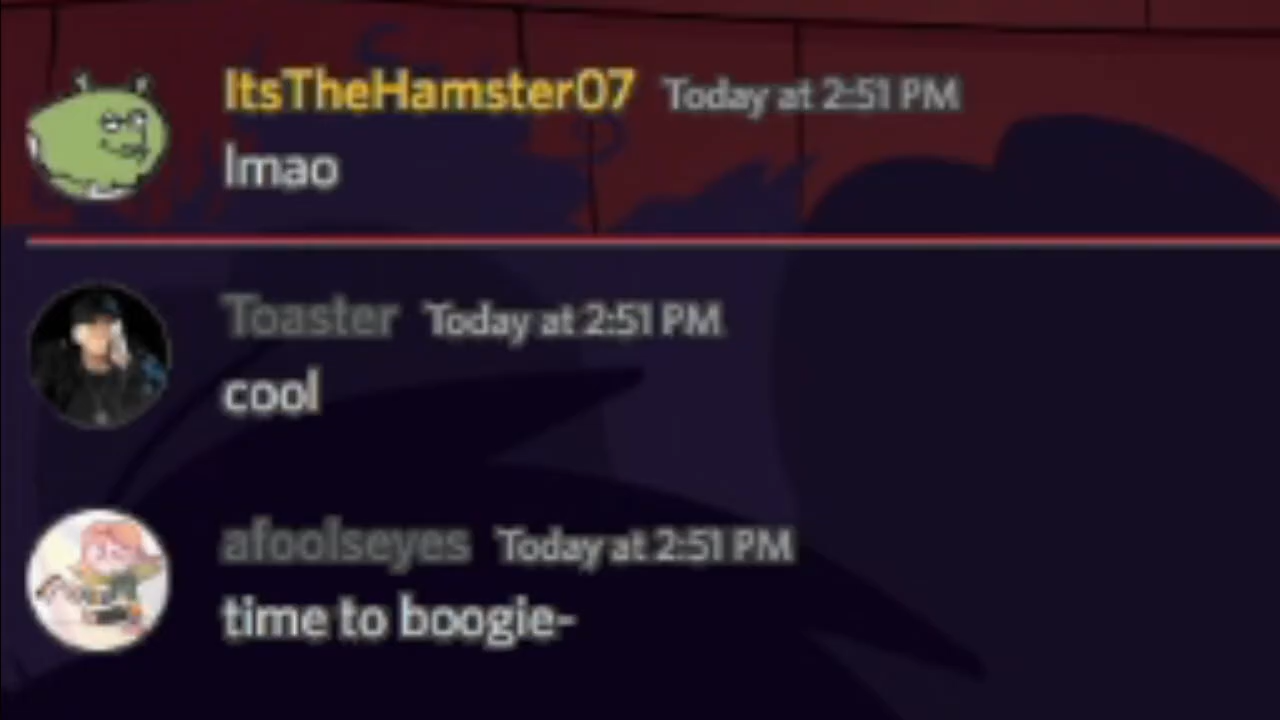 ItsTheHamster07 Today at 2:51 PM
lmao
Toaster Today at 2:51 PM
cool
afoolseyes Today at 2:51 PM
time to boogie-